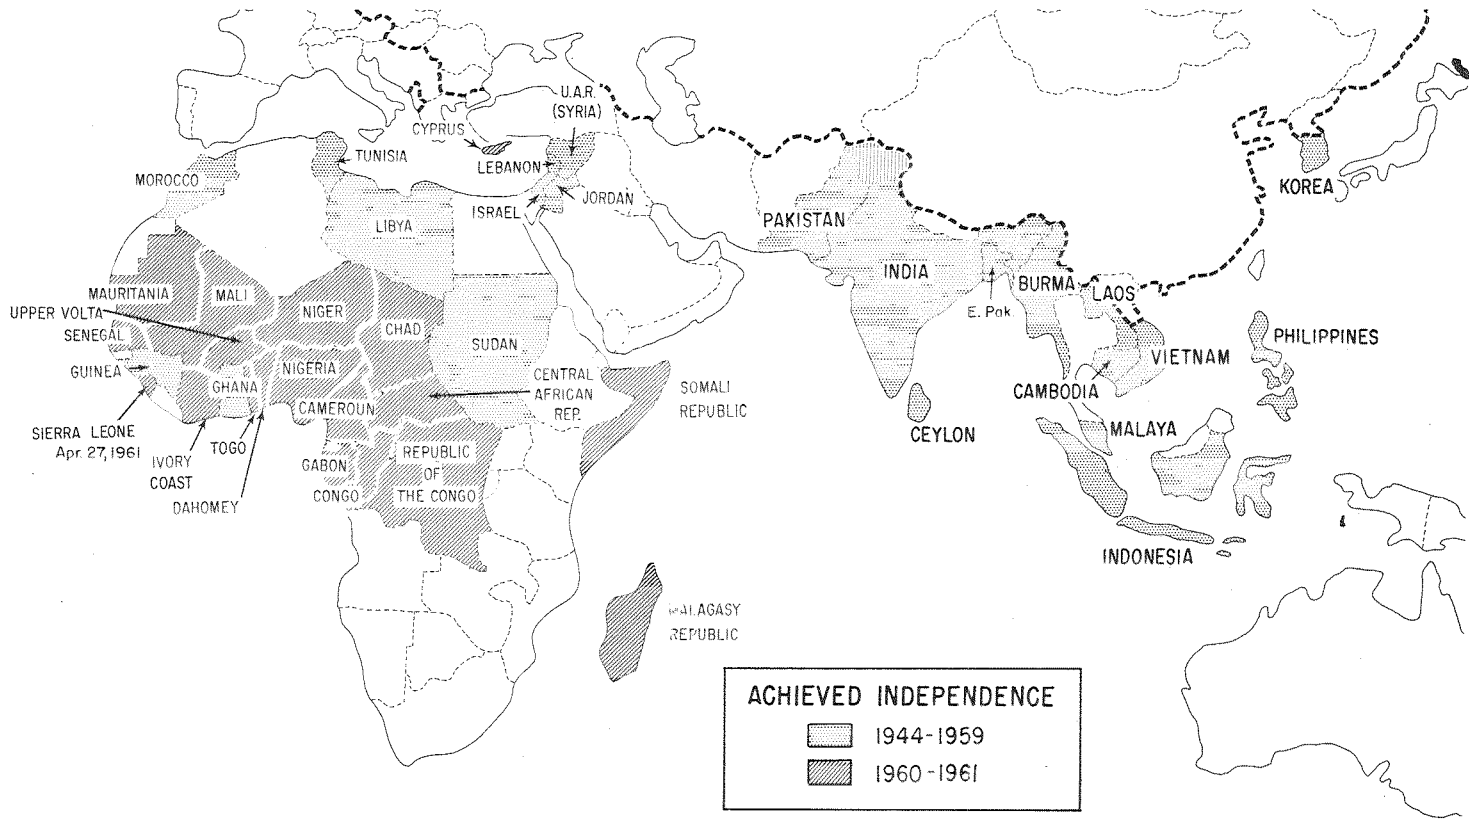 U.A.R.
(SYRIA)
CYPRUS
TUNISIA
LEBANON
MOROCCO
JORDAN
ISRAEL
LIBYA
PAKISTAN
KOREA
INDIA
BURMA
LAOS
E. Pak.
MAURITANIA
MALI
UPPER VOLTA
NIGER
SENEGAL
CHAD
SUDAN
PHILIPPINES
VIETNAM
GUINEA
NIGERIA
GHANA
CENTRAL
AFRICAN
REP.
SOMALI
REPUBLIC
CAMBODIA
CAMEROUN
SIERRA LEONE
Apr. 27, 1961
IVORY
COAST
TOGO
DAHOMEY
GABON
CONGO
REPUBLIC
OF
THE CONGO
CEYLON
MALAYA
INDONESIA
MALAGASY
REPUBLIC
ACHIEVED INDEPENDENCE
1944-1959
1960-1961